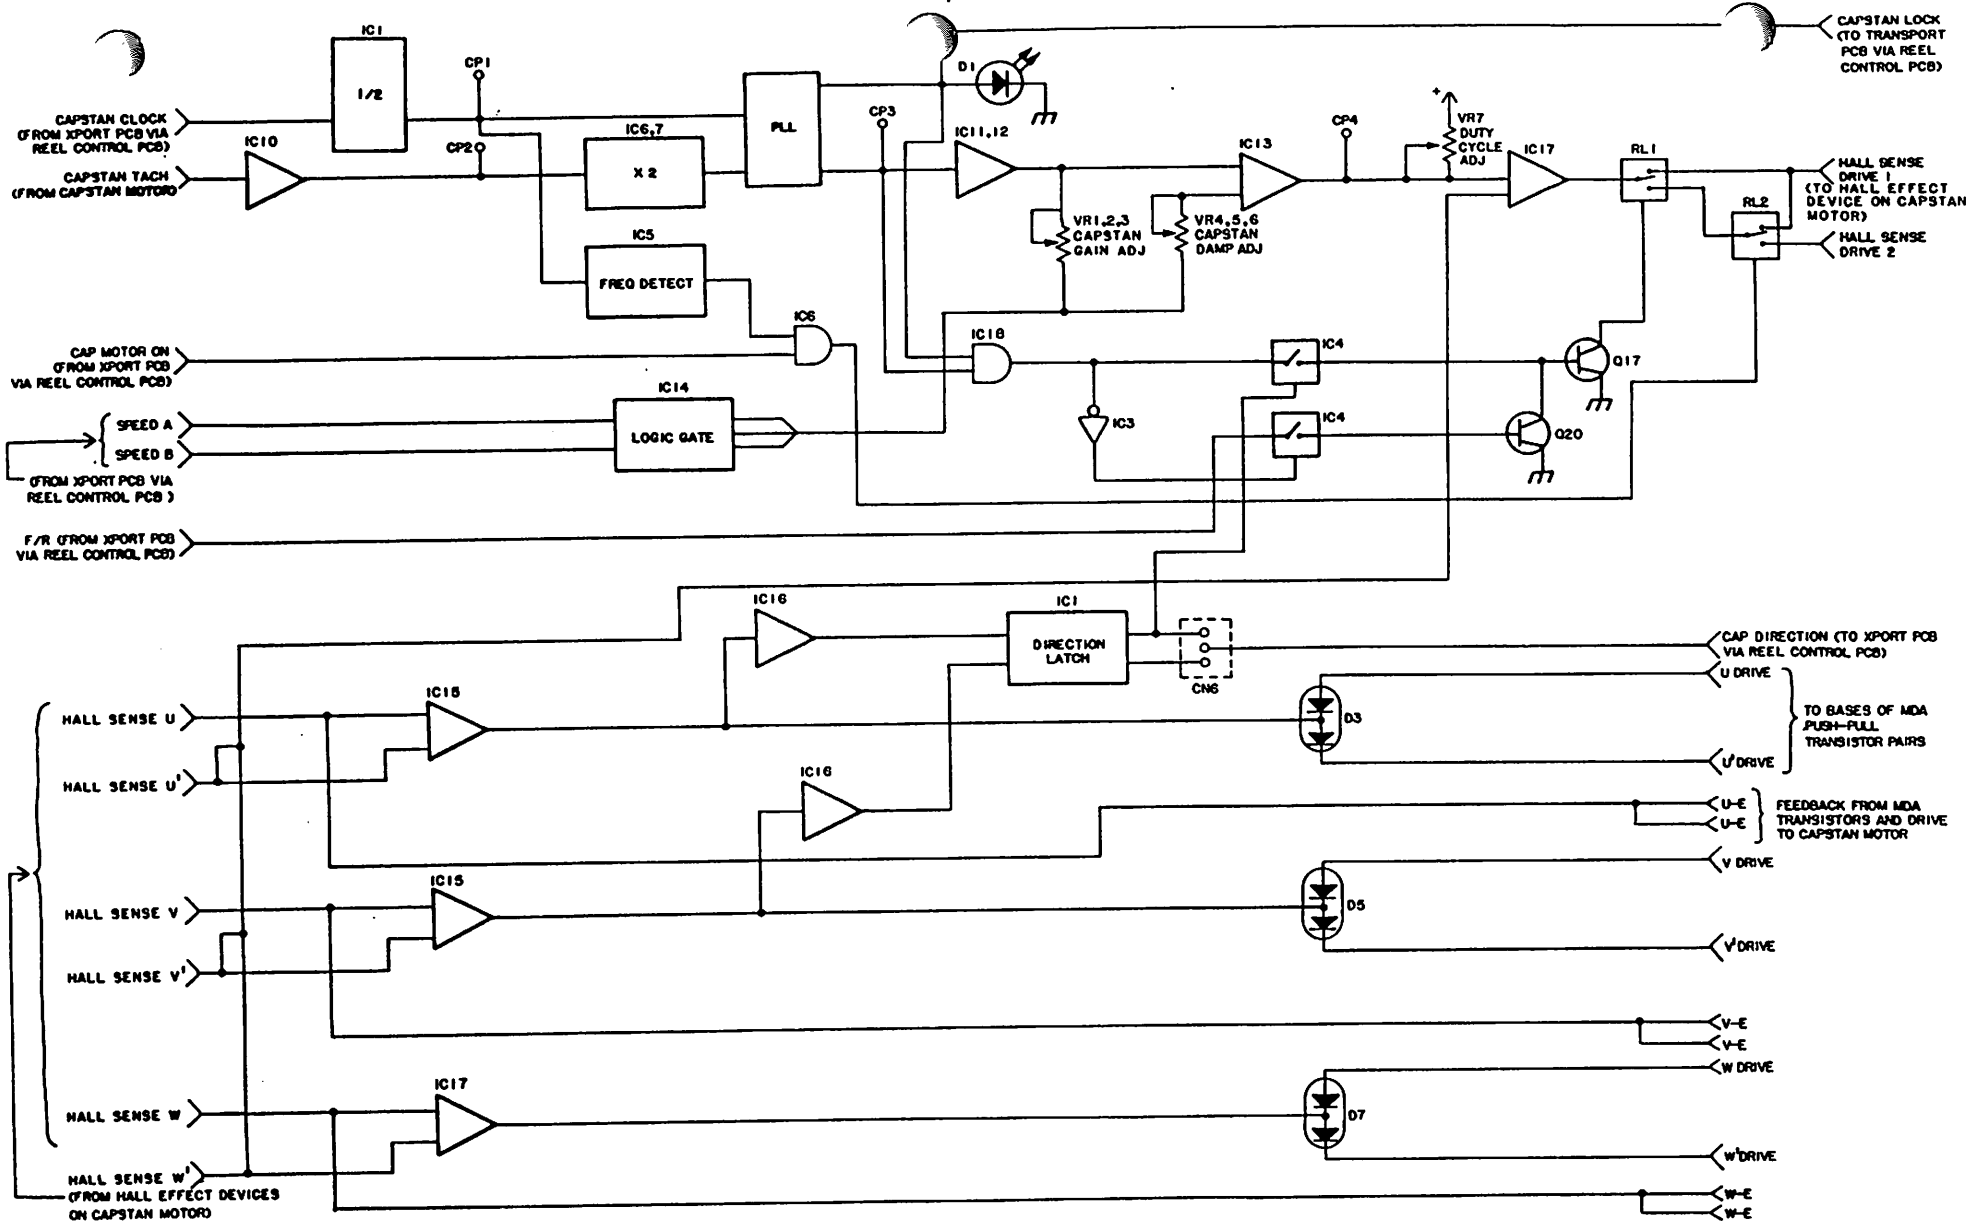 CAPSTAN LOCK
(TO TRANSPORT
PCB VIA REEL
CONTROL PCB)
IC1
1/2
CP1
D1
CAPSTAN CLOCK
(FROM XPORT PCB VIA
REEL CONTROL PCB)
IC10
CP2
IC6,7
X 2
PLL
CP3
IC11,12
IC13
CP4
+
VR7
DUTY
CYCLE
ADJ
IC17
RL1
HALL SENSE
DRIVE 1
(TO HALL EFFECT
DEVICE ON CAPSTAN
MOTOR)
RL2
HALL SENSE
DRIVE 2
CAPSTAN TACH
(FROM CAPSTAN MOTOR)
VR1,2,3
CAPSTAN
GAIN ADJ
VR4,5,6
CAPSTAN
DAMP ADJ
IC5
FREQ DETECT
IC6
IC18
IC4
Q17
CAP MOTOR ON
(FROM XPORT PCB
VIA REEL CONTROL PCB)
IC14
LOGIC GATE
IC3
IC4
Q20
SPEED A
SPEED B
(FROM XPORT PCB VIA
REEL CONTROL PCB)
F/R (FROM XPORT PCB
VIA REEL CONTROL PCB)
IC16
IC1
DIRECTION
LATCH
CN6
CAP DIRECTION (TO XPORT PCB
VIA REEL CONTROL PCB)
U DRIVE
HALL SENSE U
IC15
D3
TO BASES OF MDA
PUSH-PULL
TRANSISTOR PAIRS
HALL SENSE U'
U' DRIVE
IC16
U-E
U-E
FEEDBACK FROM MDA
TRANSISTORS AND DRIVE
TO CAPSTAN MOTOR
V DRIVE
IC15
HALL SENSE V
D5
HALL SENSE V'
V' DRIVE
V-E
V-E
W DRIVE
IC17
HALL SENSE W
D7
HALL SENSE W'
W' DRIVE
(FROM HALL EFFECT DEVICES
ON CAPSTAN MOTOR)
W-E
W-E